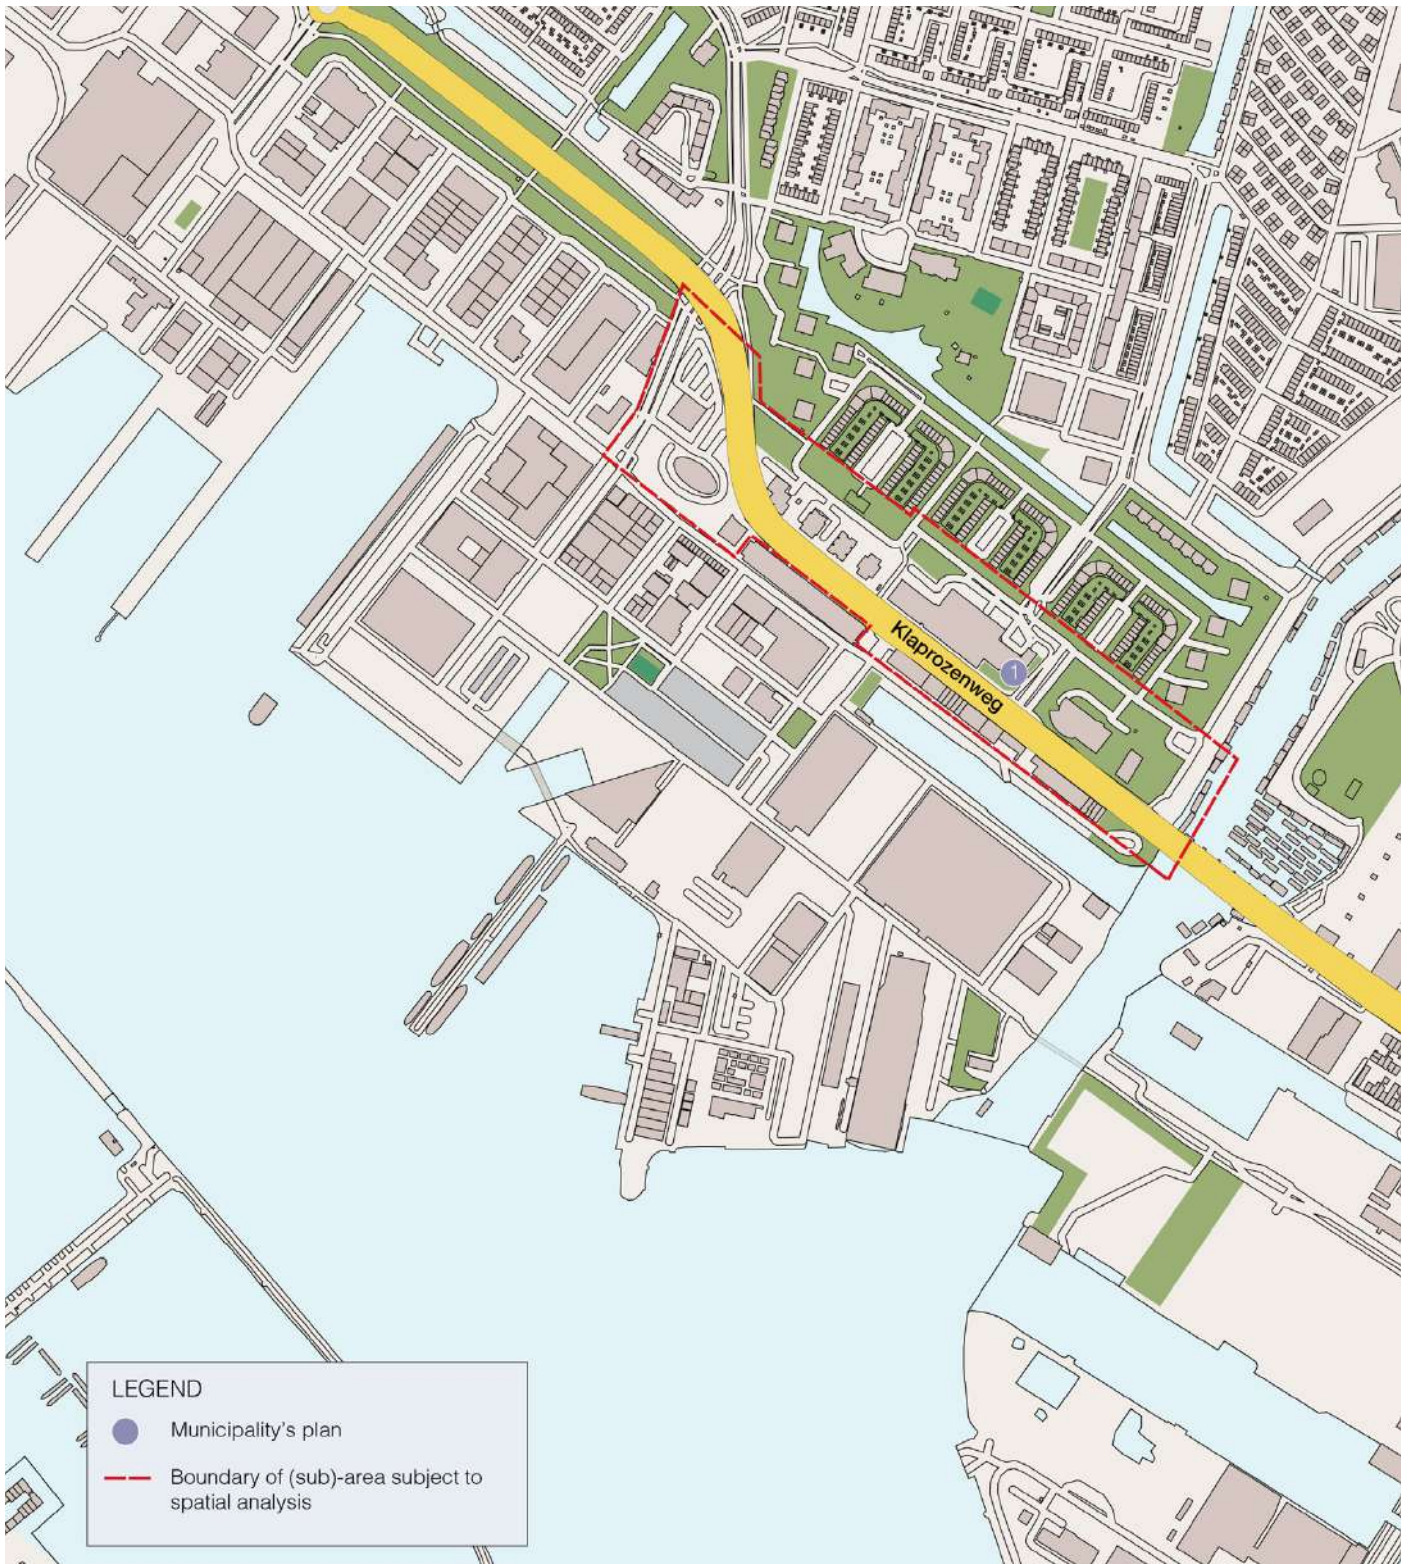 Klaprozenweg
1
LEGEND
Municipality's plan
Boundary of (sub)-area subject to
spatial analysis